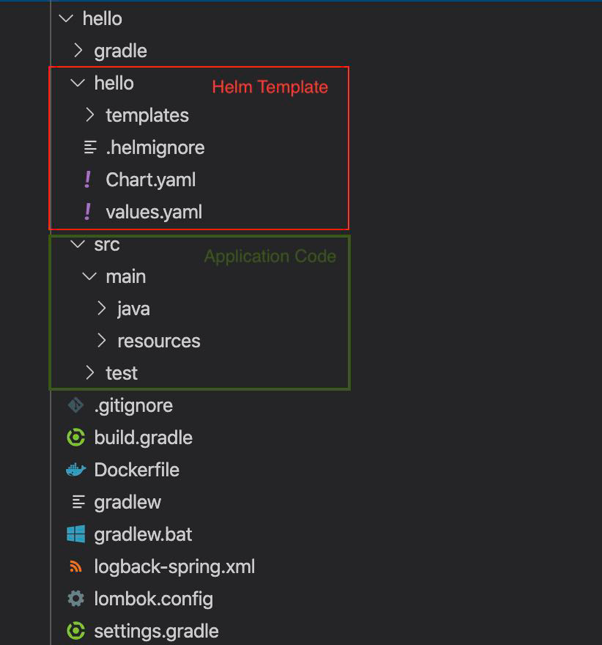 hello
gradle
hello Helm Template
templates
.helmignore
! Chart.yaml
! values.yaml
src Application Code
main
java
resources
test
.gitignore
build.gradle
Dockerfile
gradlew
gradlew.bat
logback-spring.xml
lombok.config
settings.gradle